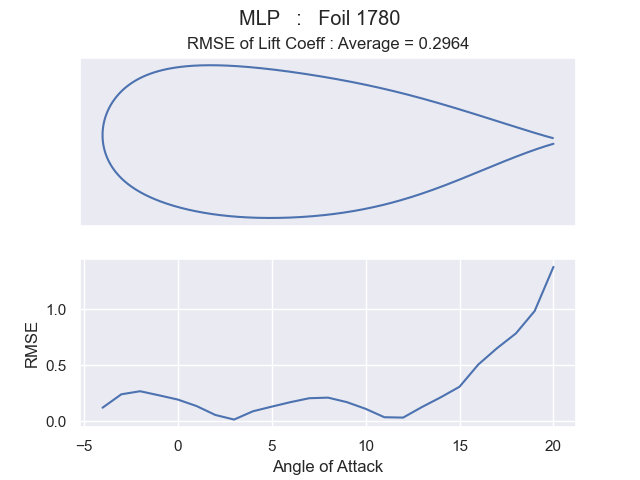 MLP : Foil 1780
RMSE of Lift Coeff : Average = 0.2964
1.0
0.5
0.0
RMSE
−5 0 5 10 15 20
Angle of Attack